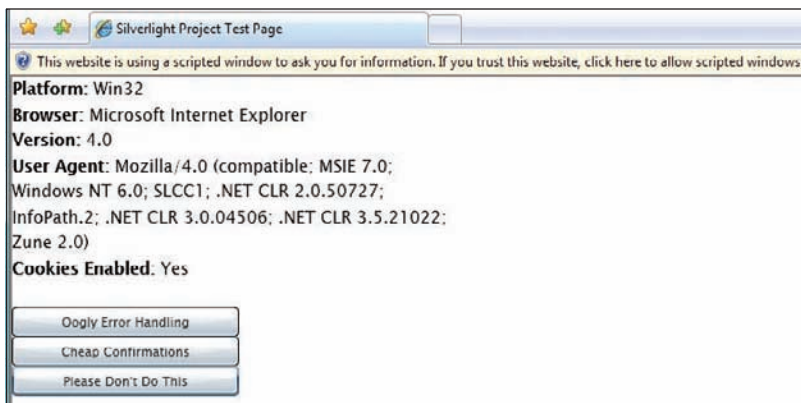 Silverlight Project Test Page
This website is using a scripted window to ask you for information. If you trust this website, click here to allow scripted windows
Platform: Win32
Browser: Microsoft Internet Explorer
Version: 4.0
User Agent: Mozilla/4.0 (compatible; MSIE 7.0;
Windows NT 6.0; SLCC1; .NET CLR 2.0.50727;
InfoPath.2; .NET CLR 3.0.04506; .NET CLR 3.5.21022;
Zune 2.0)
Cookies Enabled: Yes
Oogly Error Handling
Cheap Confirmations
Please Don't Do This